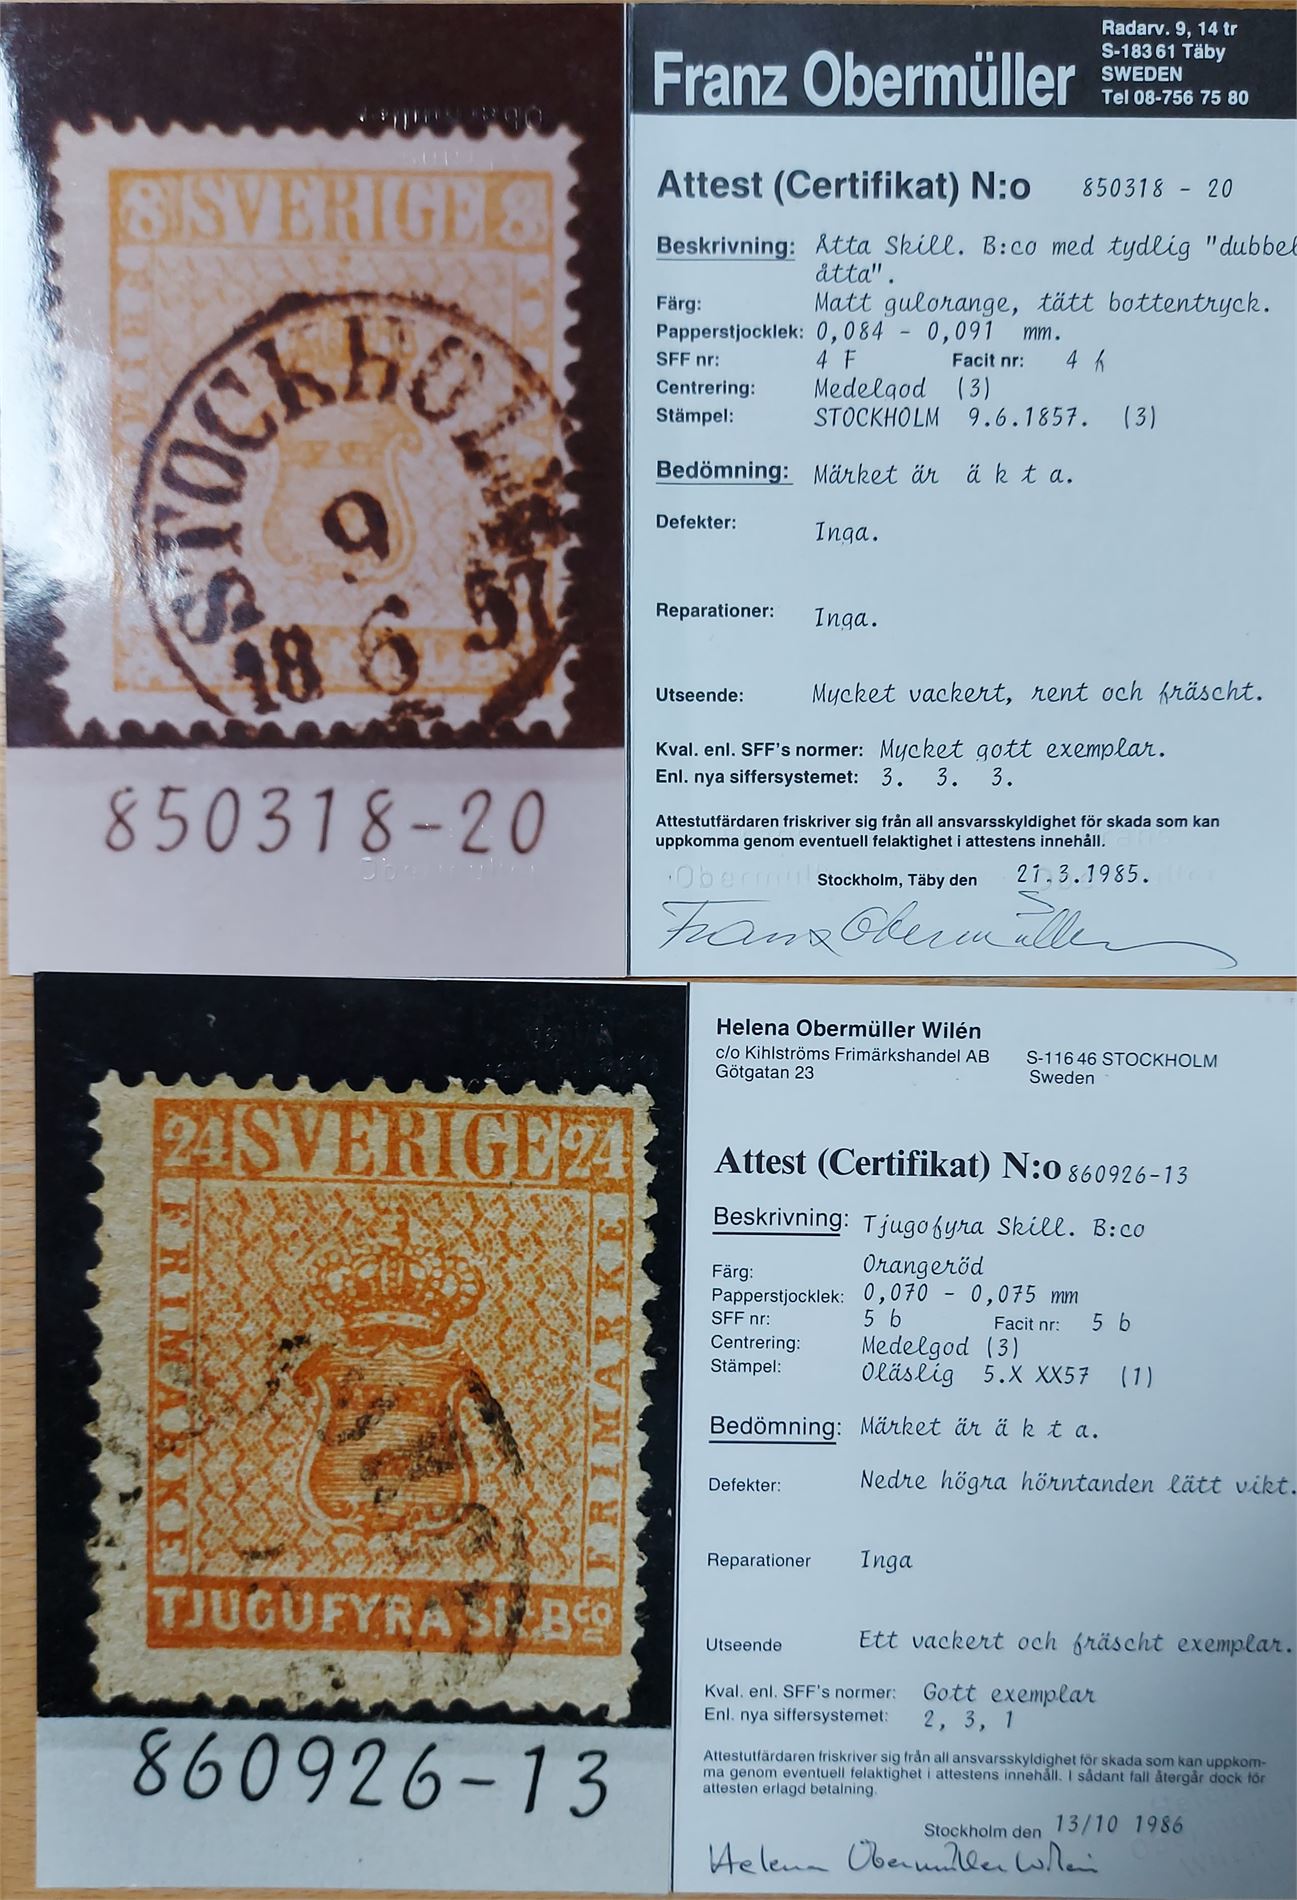 8 SVERIGE 8
STOCKHOLM
9
18 6 57
850318-20
Franz Obermüller
Radarv. 9, 14 tr
S-183 61 Täby
SWEDEN
Tel 08-756 75 80
Attest (Certifikat) N:o 850318 - 20
Beskrivning: Åtta Skill. B:co med tydlig "dubbel
åtta".
Färg: Matt gulorange, tätt bottentryck.
Papperstjocklek: 0,084 - 0,091 mm.
SFF nr: 4 F Facit nr: 4 h
Centrering: Medelgod (3)
Stämpel: STOCKHOLM 9.6.1857. (3)
Bedömning: Märket är ä k t a.
Defekter: Inga.
Reparationer: Inga.
Utseende: Mycket vackert, rent och fräscht.
Kval. enl. SFF's normer: Mycket gott exemplar.
Enl. nya siffersystemet: 3. 3. 3.
Attestutfärdaren friskriver sig från all ansvarsskyldighet för skada som kan
uppkomma genom eventuell felaktighet i attestens innehåll.
Stockholm, Täby den 21.3.1985.
Franz Obermüller
24 SVERIGE 24
FRIMÄRKE
FRIMÄRKE
TJUGUFYRA SK. Bco
860926-13
Helena Obermüller Wilén
c/o Kihlströms Frimärkshandel AB S-116 46 STOCKHOLM
Götgatan 23 Sweden
Attest (Certifikat) N:o 860926-13
Beskrivning: Tjugofyra Skill. B:co
Färg: Orangeröd
Papperstjocklek: 0,070 - 0,075 mm
SFF nr: 5 b Facit nr: 5 b
Centrering: Medelgod (3)
Stämpel: Oläslig 5.X XX57 (1)
Bedömning: Märket är ä k t a.
Defekter: Nedre högra hörntanden lätt vikt.
Reparationer Inga
Utseende Ett vackert och fräscht exemplar.
Kval. enl. SFF's normer: Gott exemplar
Enl. nya siffersystemet: 2, 3, 1
Attestutfärdaren friskriver sig från all ansvarsskyldighet för skada som kan uppkom-
ma genom eventuell felaktighet i attestens innehåll. I sådant fall återgår dock för
attesten erlagd betalning.
Stockholm den 13/10 1986
Helena Obermüller Wilén